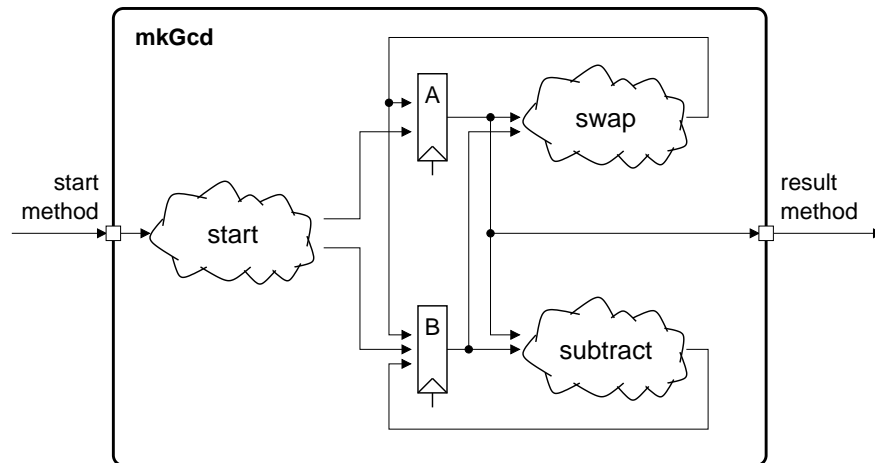 mkGcd
A
swap
start
method
start
result
method
B
subtract